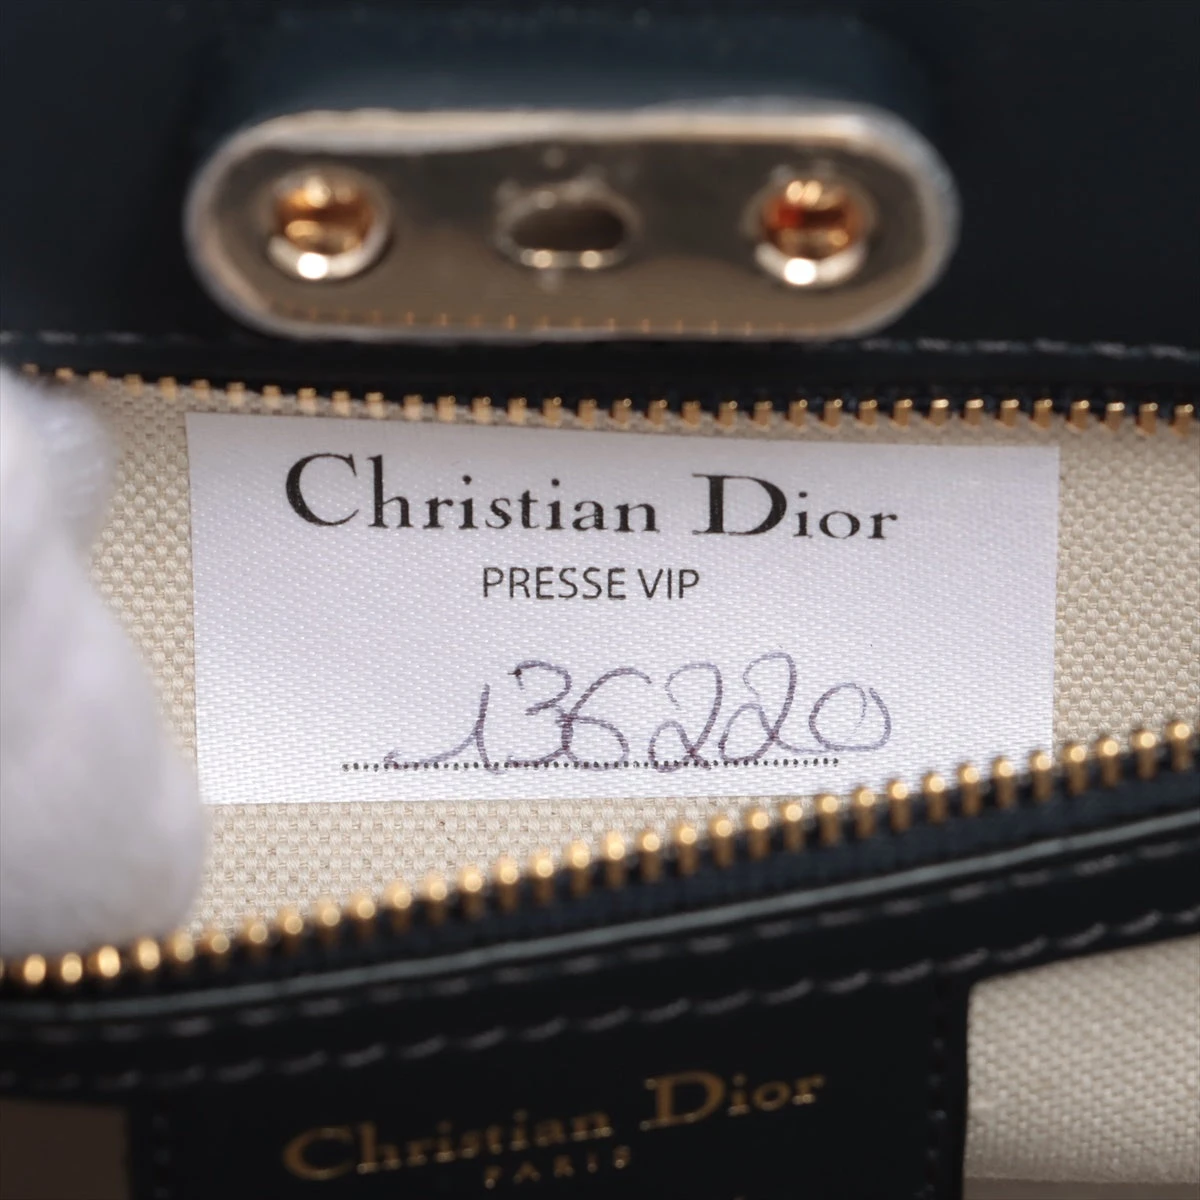 Christian Dior
PRESSE VIP
136220
Christian Dior
PARIS